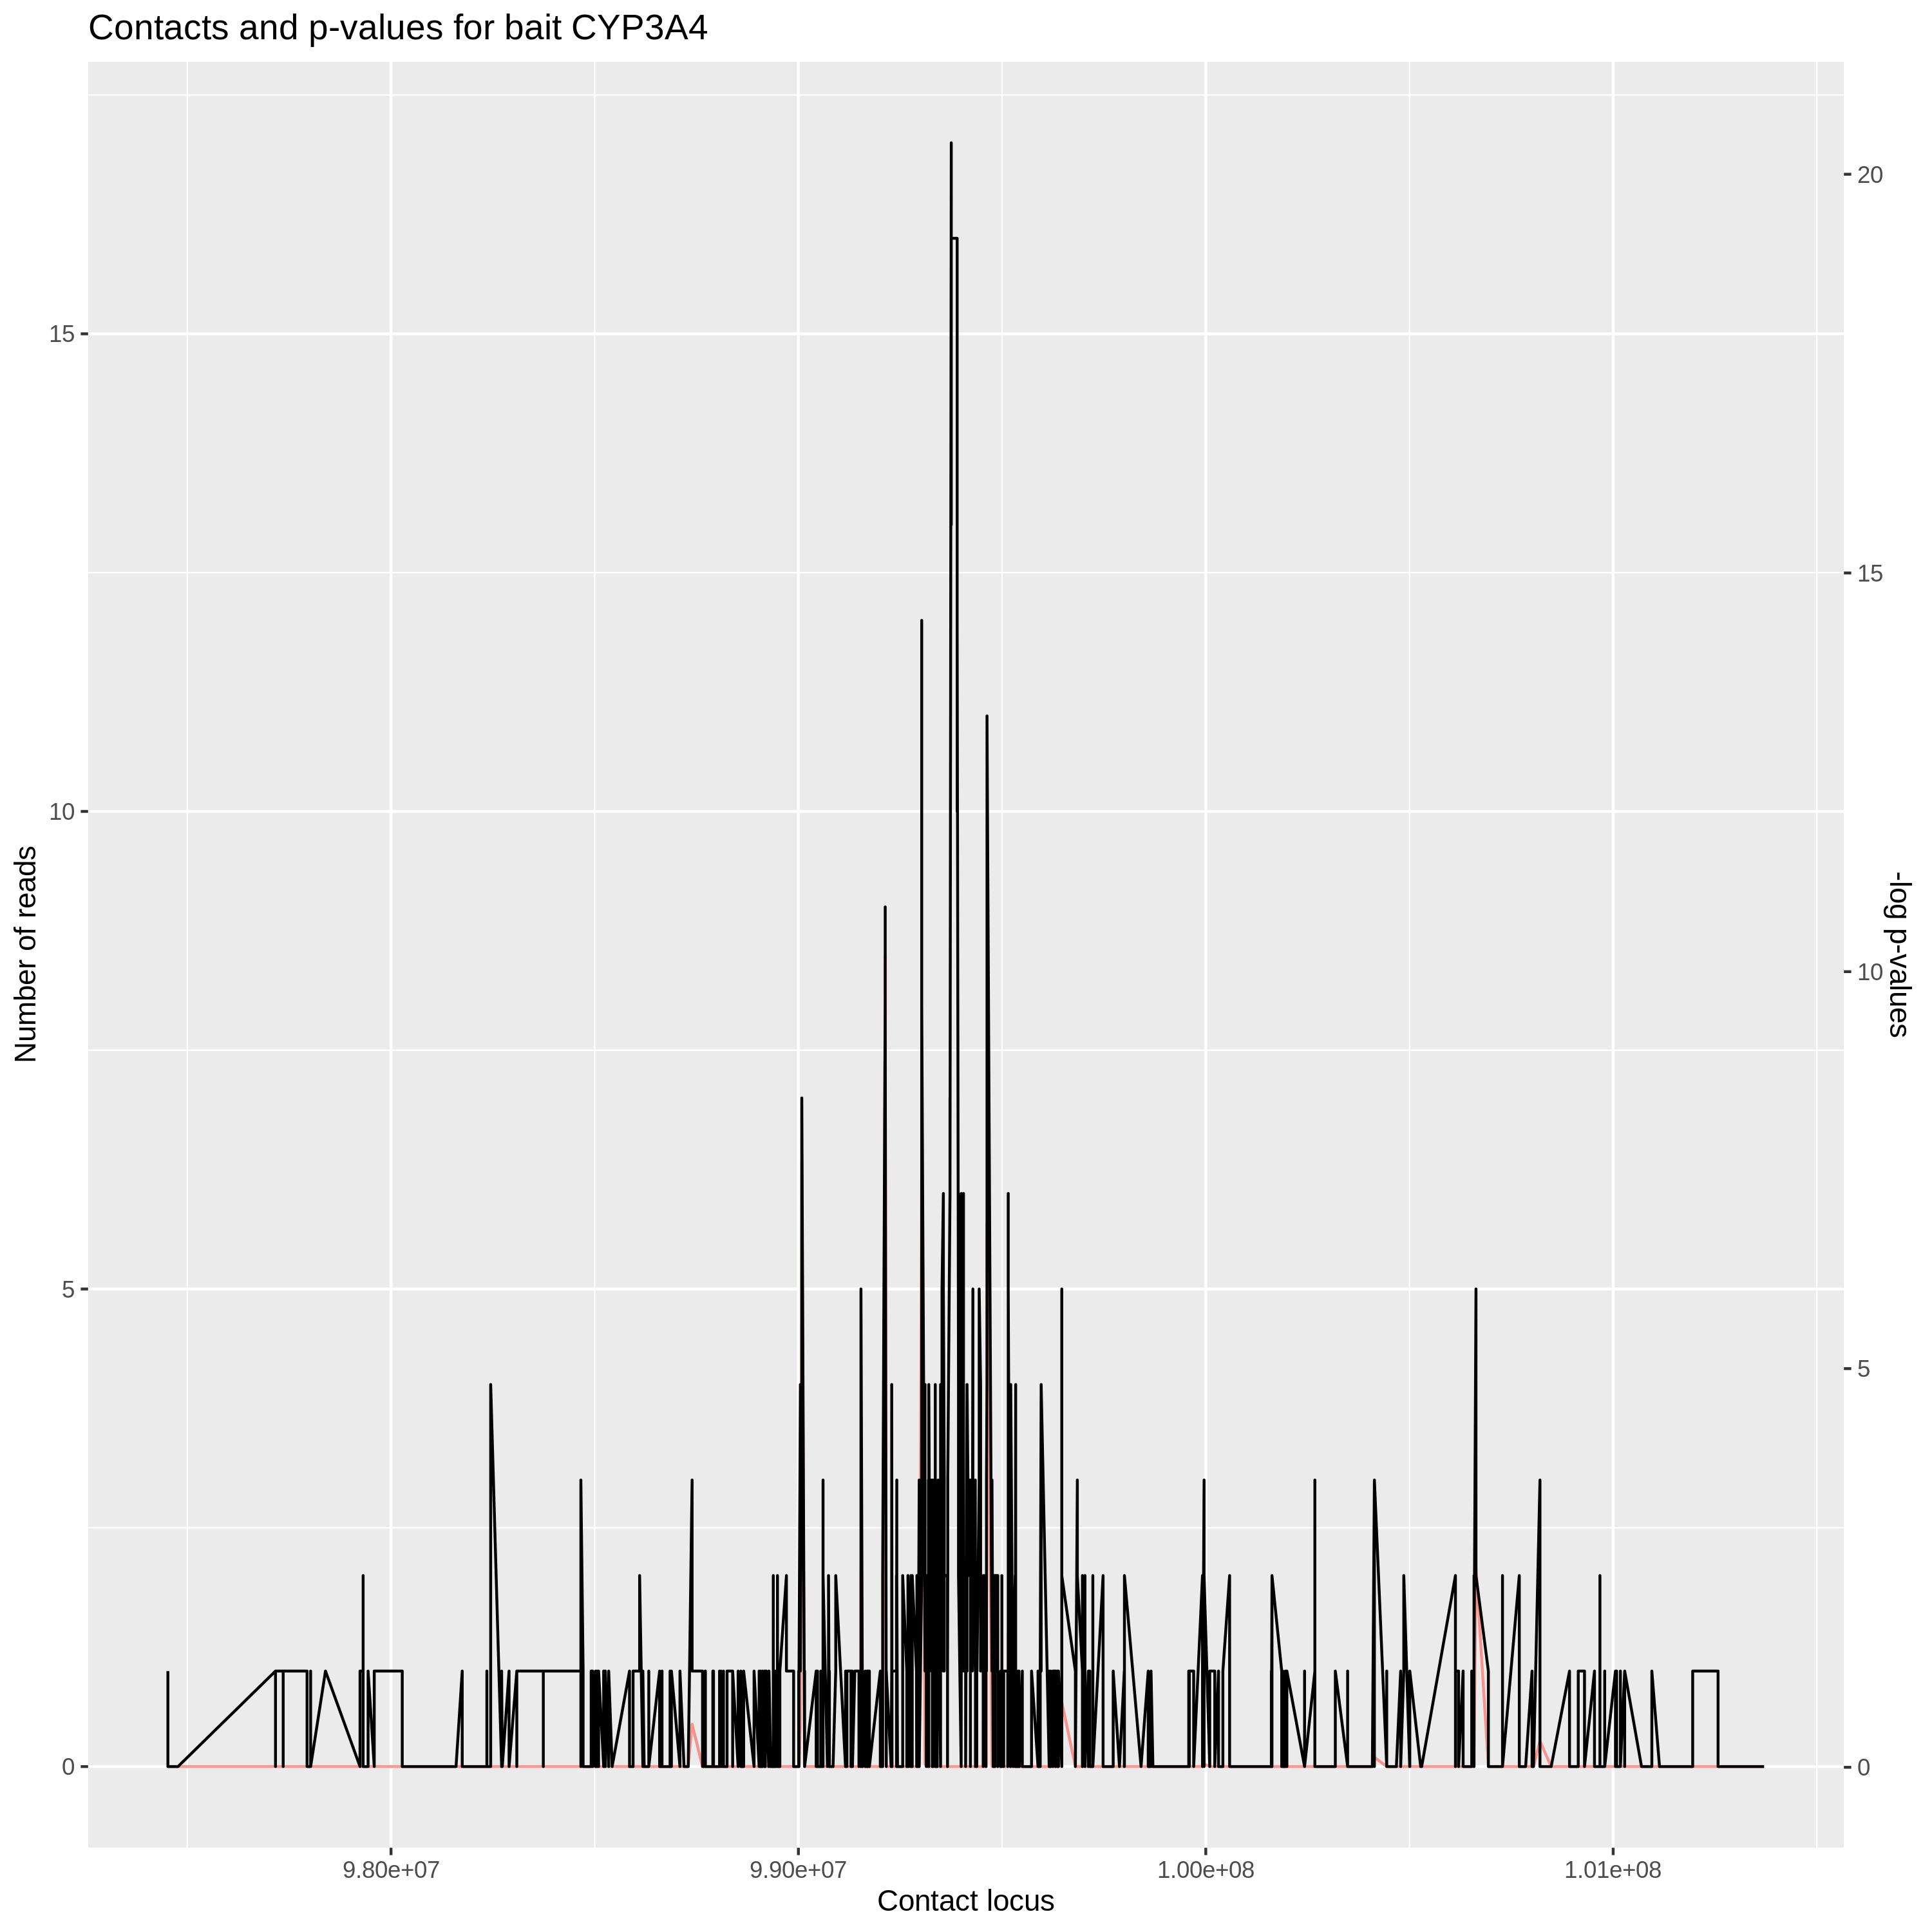 Contacts and p-values for bait CYP3A4
Number of reads
15
10
5
0
20
15
10
5
0
-log p-values
9.80e+07
9.90e+07
1.00e+08
1.01e+08
Contact locus